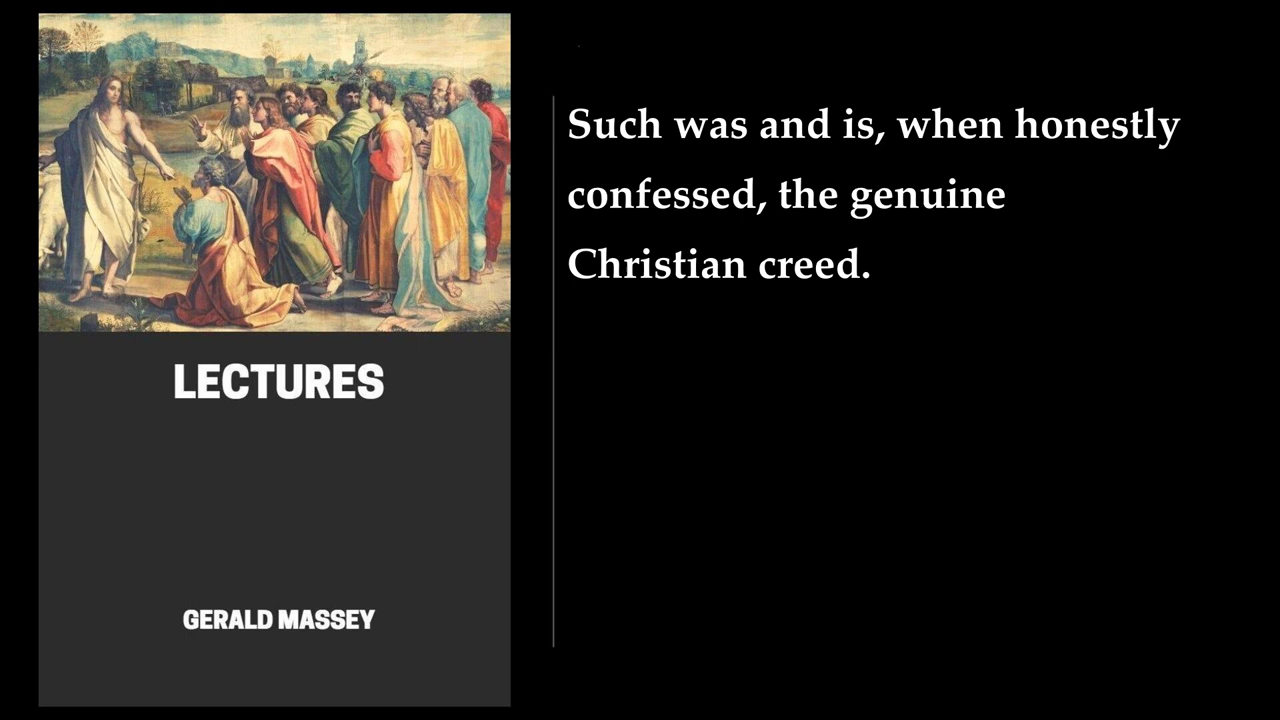 LECTURES
GERALD MASSEY
Such was and is, when honestly
confessed, the genuine
Christian creed.